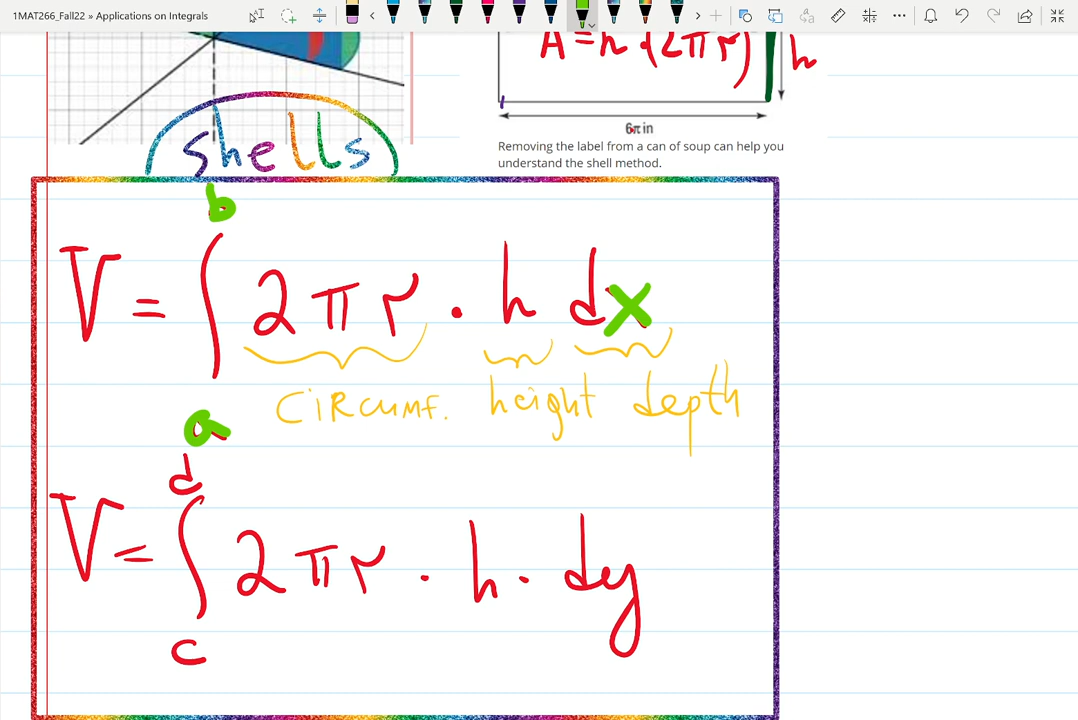 1MAT266_Fall22 » Applications on Integrals
A = h · (2πr) h
6π in
Removing the label from a can of soup can help you
understand the shell method.
shells
b
V = ∫ 2πr · h dx
a
circumf. height depth
d
V = ∫ 2πr · h · dy
c